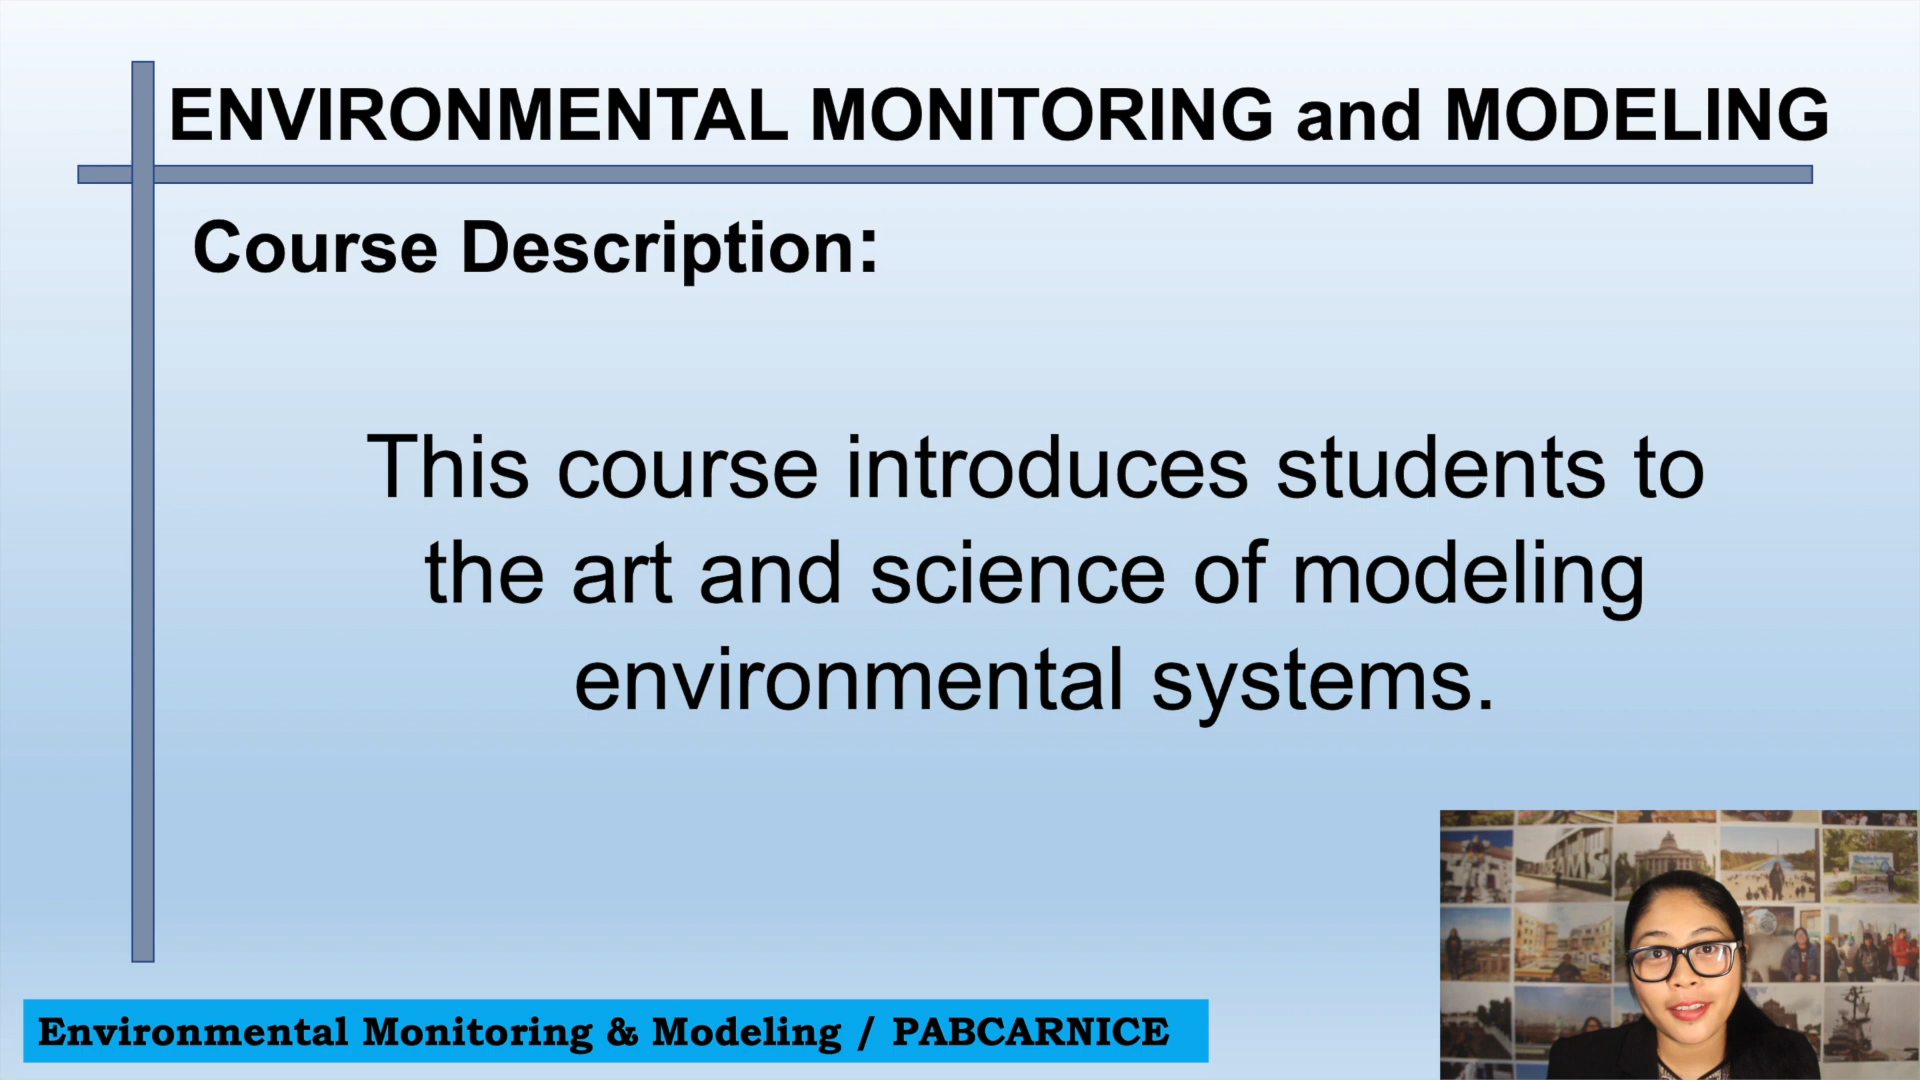 ENVIRONMENTAL MONITORING and MODELING
Course Description:
This course introduces students to
the art and science of modeling
environmental systems.
Environmental Monitoring & Modeling / PABCARNICE